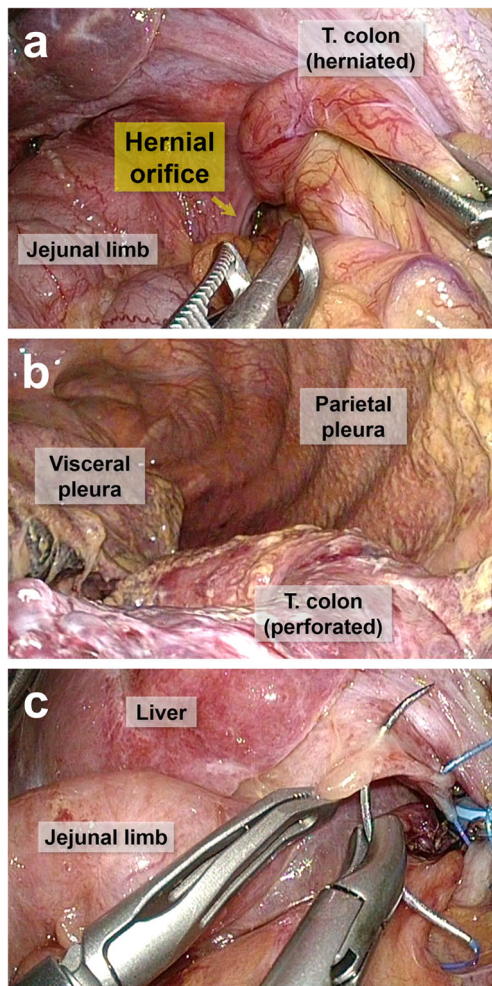 a
T. colon
(herniated)
Hernial
orifice
Jejunal limb
b
Parietal
pleura
Visceral
pleura
T. colon
(perforated)
c
Liver
Jejunal limb